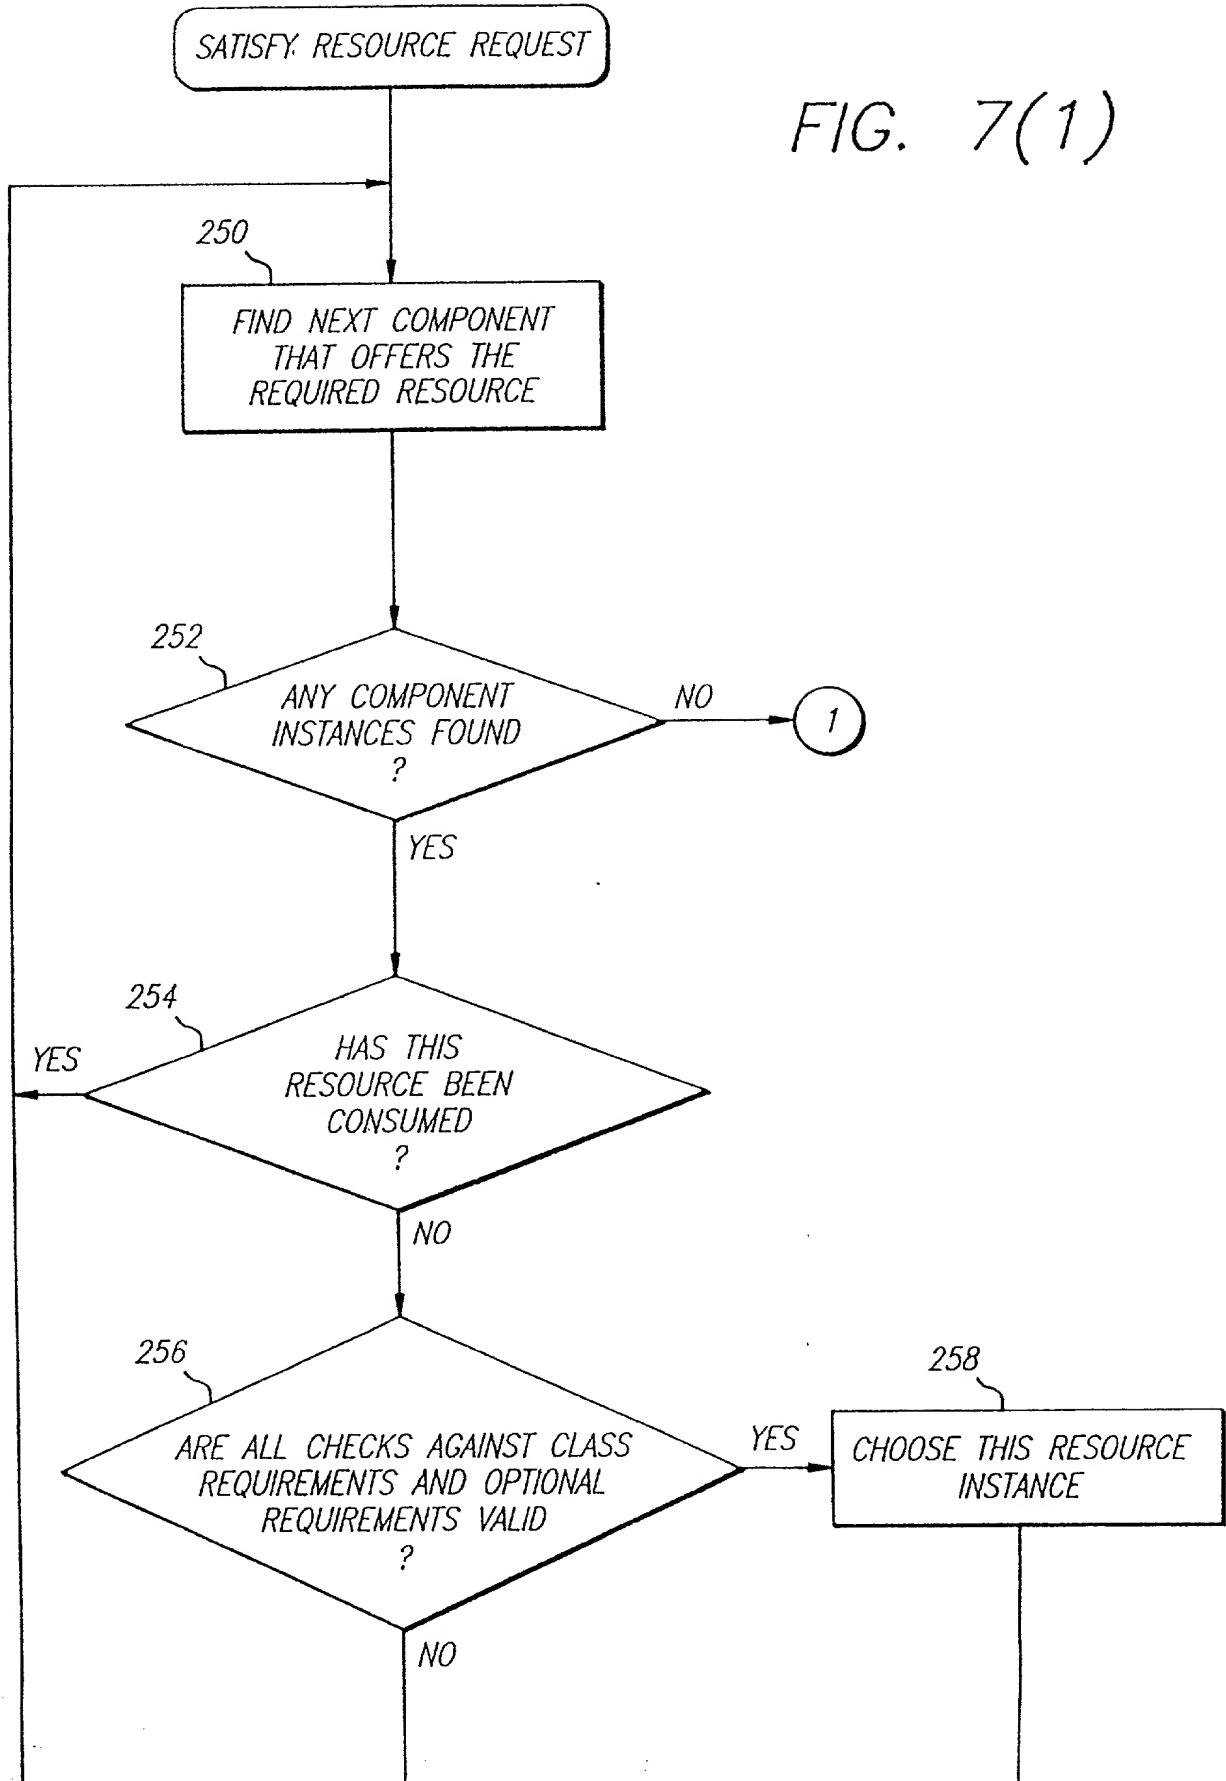 SATISFY RESOURCE REQUEST
FIG. 7(1)
250
FIND NEXT COMPONENT
THAT OFFERS THE
REQUIRED RESOURCE
252
ANY COMPONENT
INSTANCES FOUND
?
NO
1
YES
254
HAS THIS
RESOURCE BEEN
CONSUMED
?
YES
NO
256
ARE ALL CHECKS AGAINST CLASS
REQUIREMENTS AND OPTIONAL
REQUIREMENTS VALID
?
YES
258
CHOOSE THIS RESOURCE
INSTANCE
NO